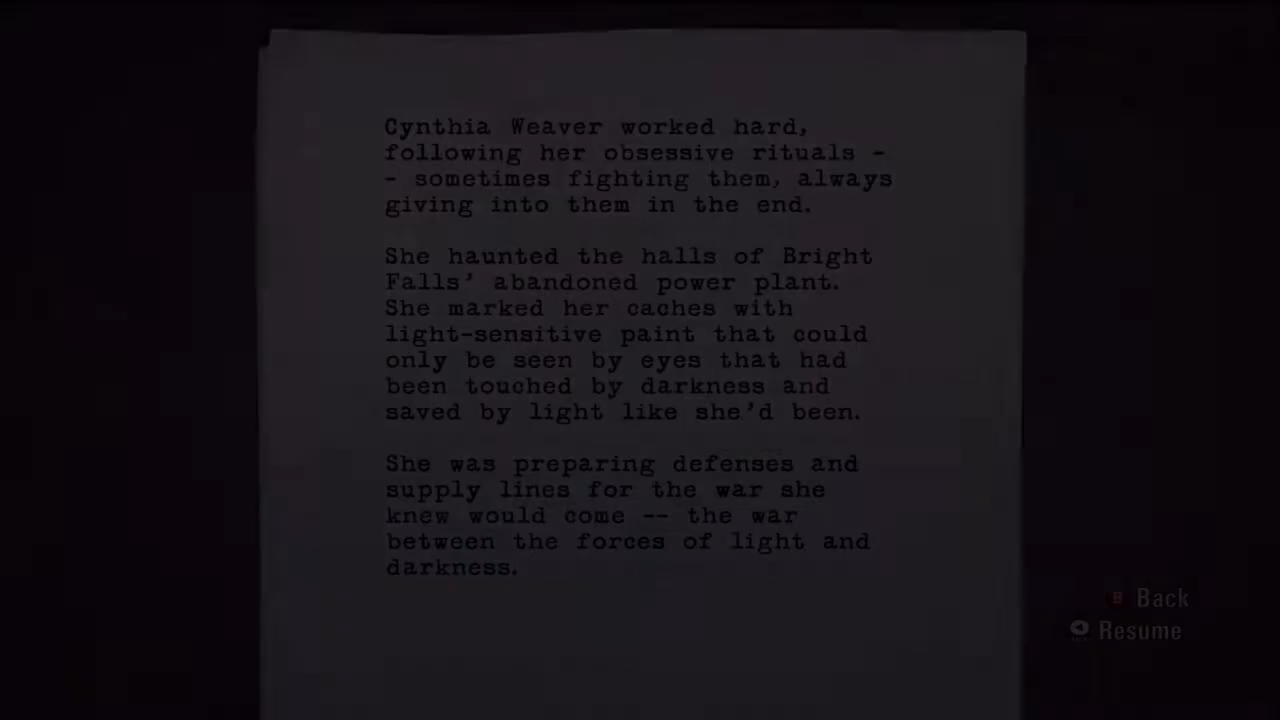 Cynthia Weaver worked hard,
following her obsessive rituals -
- sometimes fighting them, always
giving into them in the end.
She haunted the halls of Bright
Falls' abandoned power plant.
She marked her caches with
light-sensitive paint that could
only be seen by eyes that had
been touched by darkness and
saved by light like she'd been.
She was preparing defenses and
supply lines for the war she
knew would come -- the war
between the forces of light and
darkness.
B Back
Resume